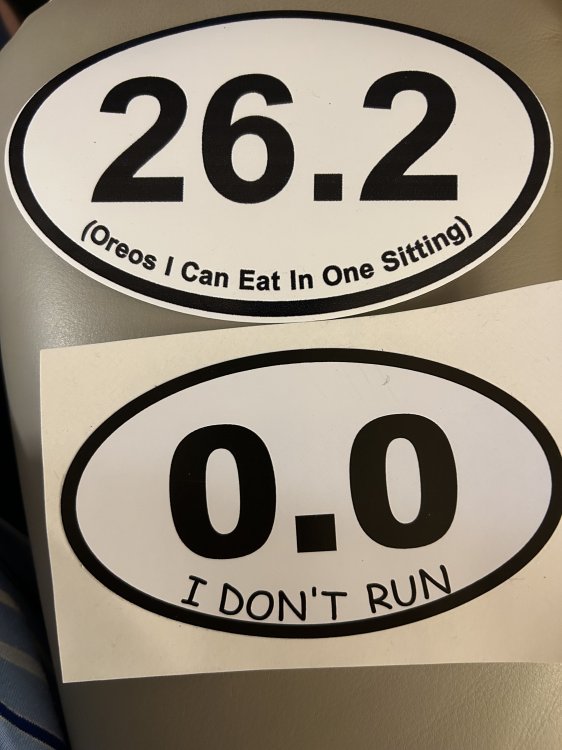 26.2
(Oreos I Can Eat In One Sitting)
0.0
I DON'T RUN